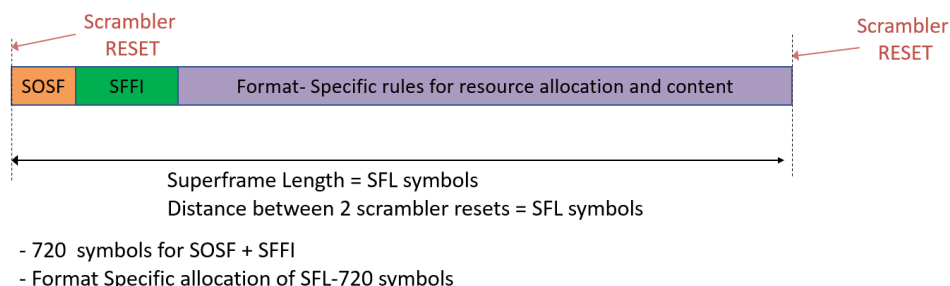 Scrambler
RESET
Scrambler
RESET
SOSF
SFFI
Format- Specific rules for resource allocation and content
Superframe Length = SFL symbols
Distance between 2 scrambler resets = SFL symbols
- 720 symbols for SOSF + SFFI
- Format Specific allocation of SFL-720 symbols